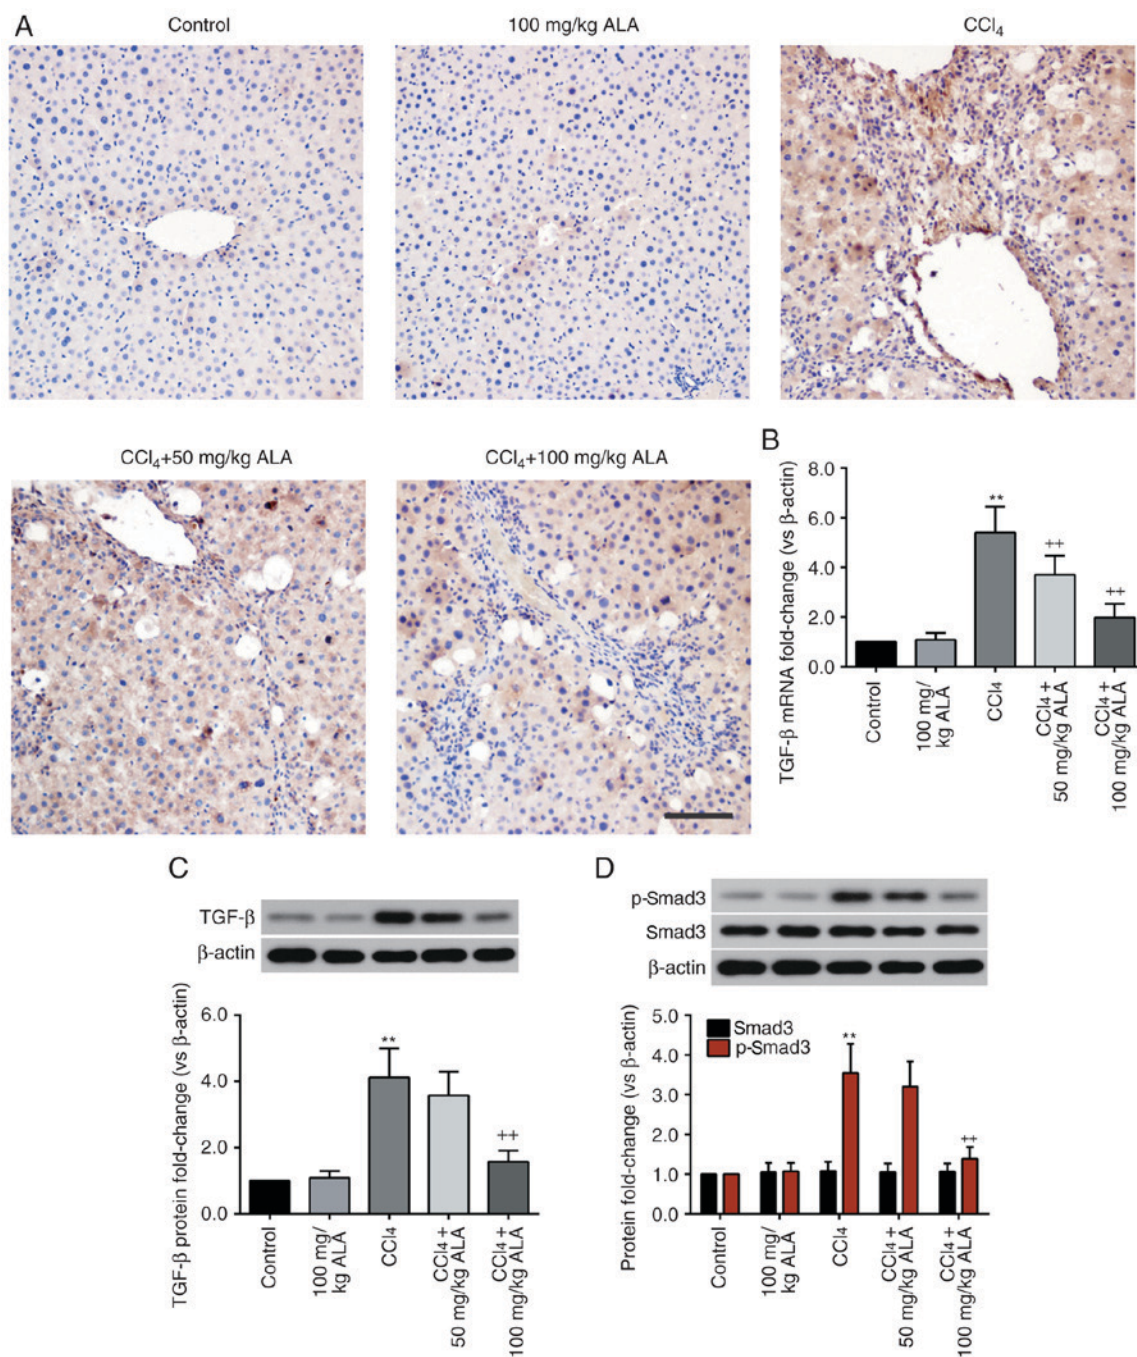 A
Control
100 mg/kg ALA
CCl₄
CCl₄+50 mg/kg ALA
CCl₄+100 mg/kg ALA
B
TGF-β mRNA fold-change (vs β-actin)
8.0
6.0
4.0
2.0
0.0
**
++
++
Control
100 mg/
kg ALA
CCl₄
CCl₄ +
50 mg/kg ALA
CCl₄ +
100 mg/kg ALA
C
TGF-β
β-actin
TGF-β protein fold-change (vs β-actin)
6.0
4.0
2.0
0.0
**
++
Control
100 mg/
kg ALA
CCl₄
CCl₄ +
50 mg/kg ALA
CCl₄ +
100 mg/kg ALA
D
p-Smad3
Smad3
β-actin
Protein fold-change (vs β-actin)
5.0
4.0
3.0
2.0
1.0
0.0
Smad3
p-Smad3
**
++
Control
100 mg/
kg ALA
CCl₄
CCl₄ +
50 mg/kg ALA
CCl₄ +
100 mg/kg ALA